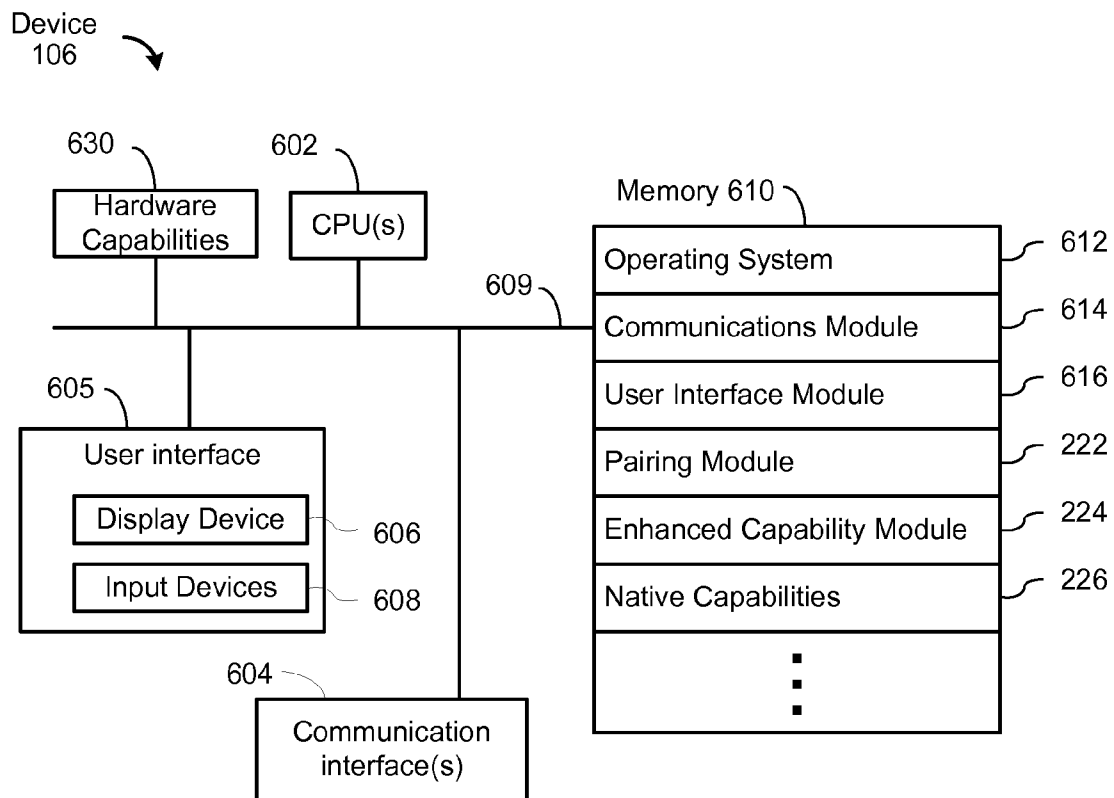 Device
106
630
602
Hardware
Capabilities
CPU(s)
Memory 610
Operating System
612
609
Communications Module
614
User Interface Module
616
605
User interface
Pairing Module
222
Display Device
606
Enhanced Capability Module
224
Input Devices
608
Native Capabilities
226
604
Communication
interface(s)